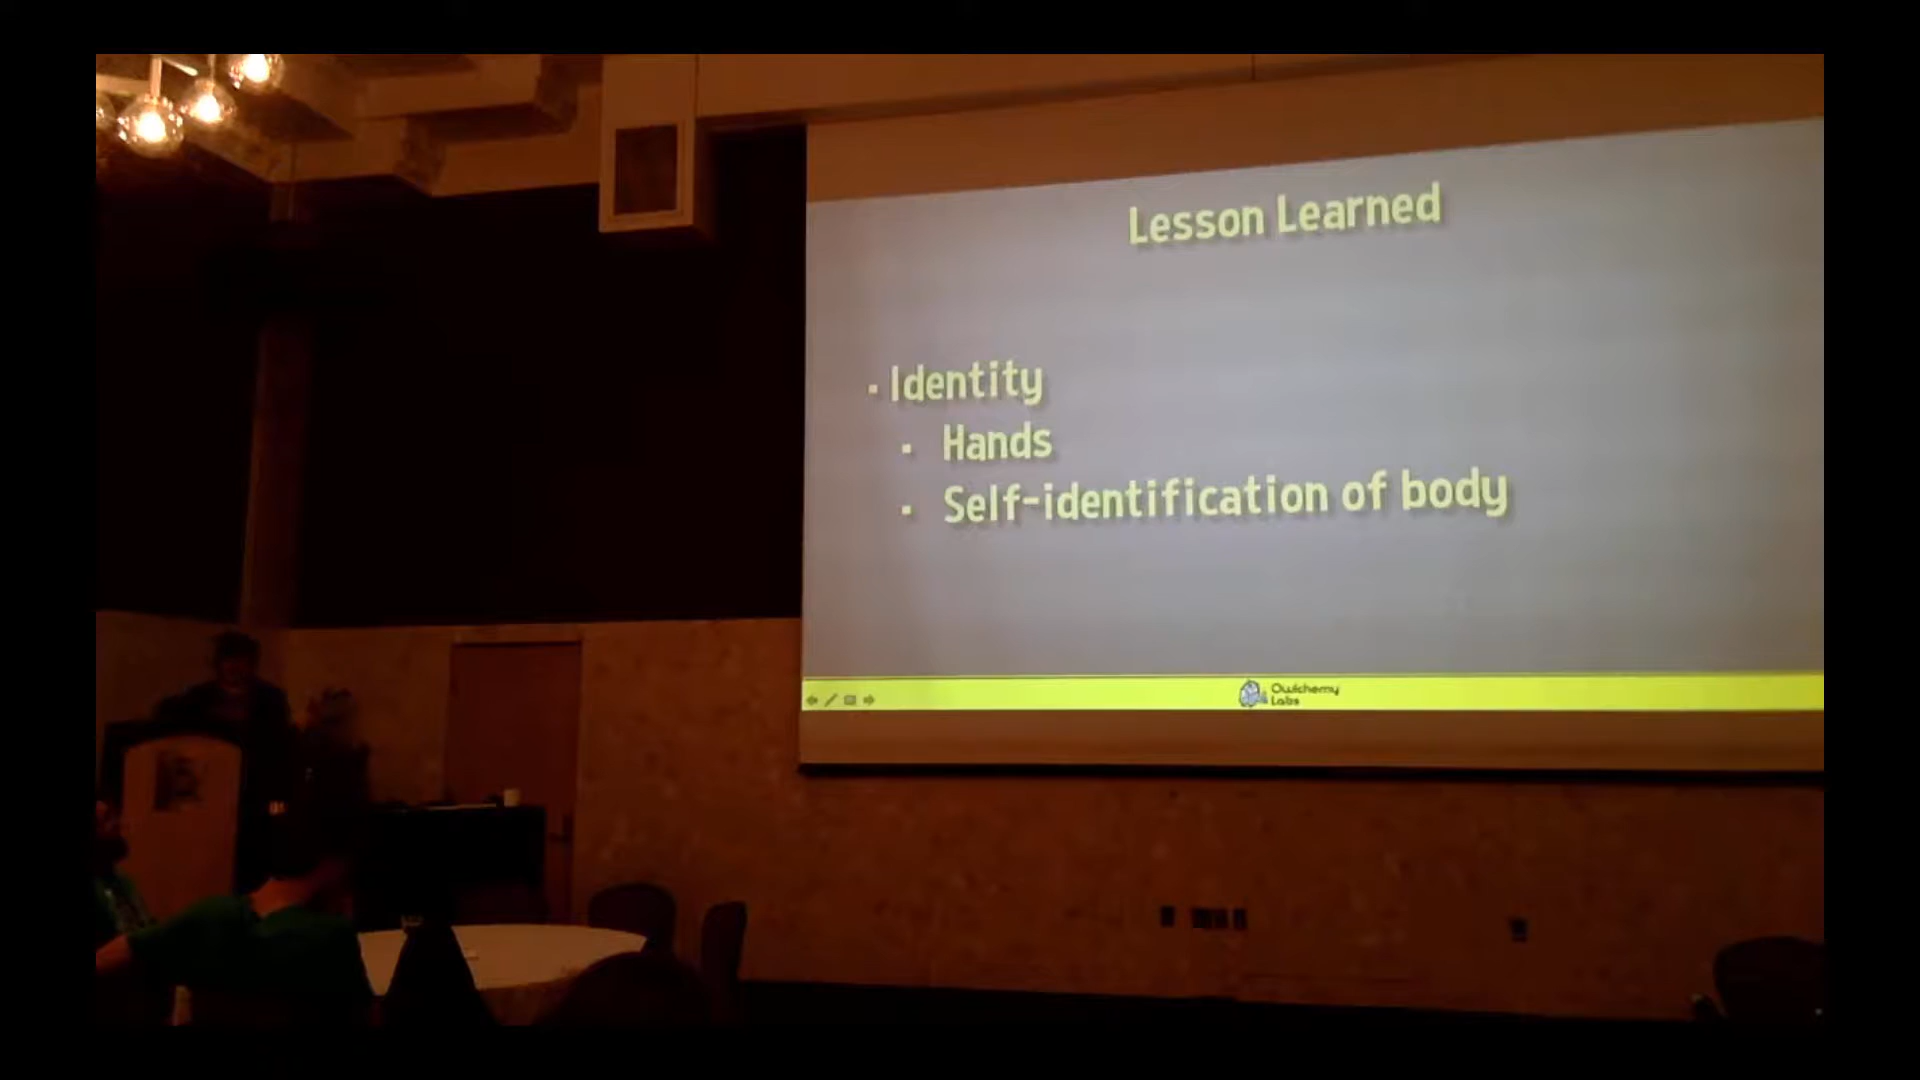 Lesson Learned
▪ Identity
▪ Hands
▪ Self-identification of body
Owlchemy
Labs